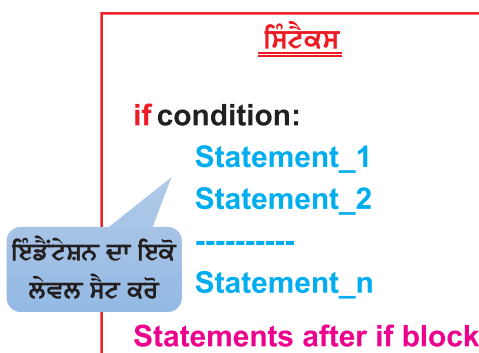 ਸਿੰਟੈਕਸ
if condition:
Statement_1
Statement_2
----------
ਇੰਡੈਂਟੇਸ਼ਨ ਦਾ ਇਕੋ
ਲੇਵਲ ਸੈਟ ਕਰੋ
Statement_n
Statements after if block